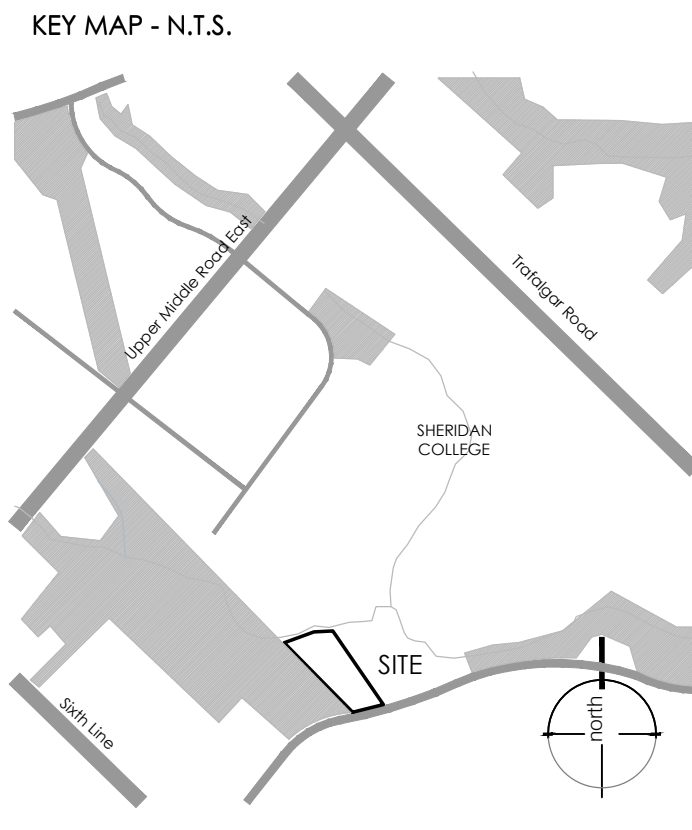 KEY MAP - N.T.S.
Upper Middle Road East
Trafalgar Road
SHERIDAN
COLLEGE
SITE
Sixth Line
north